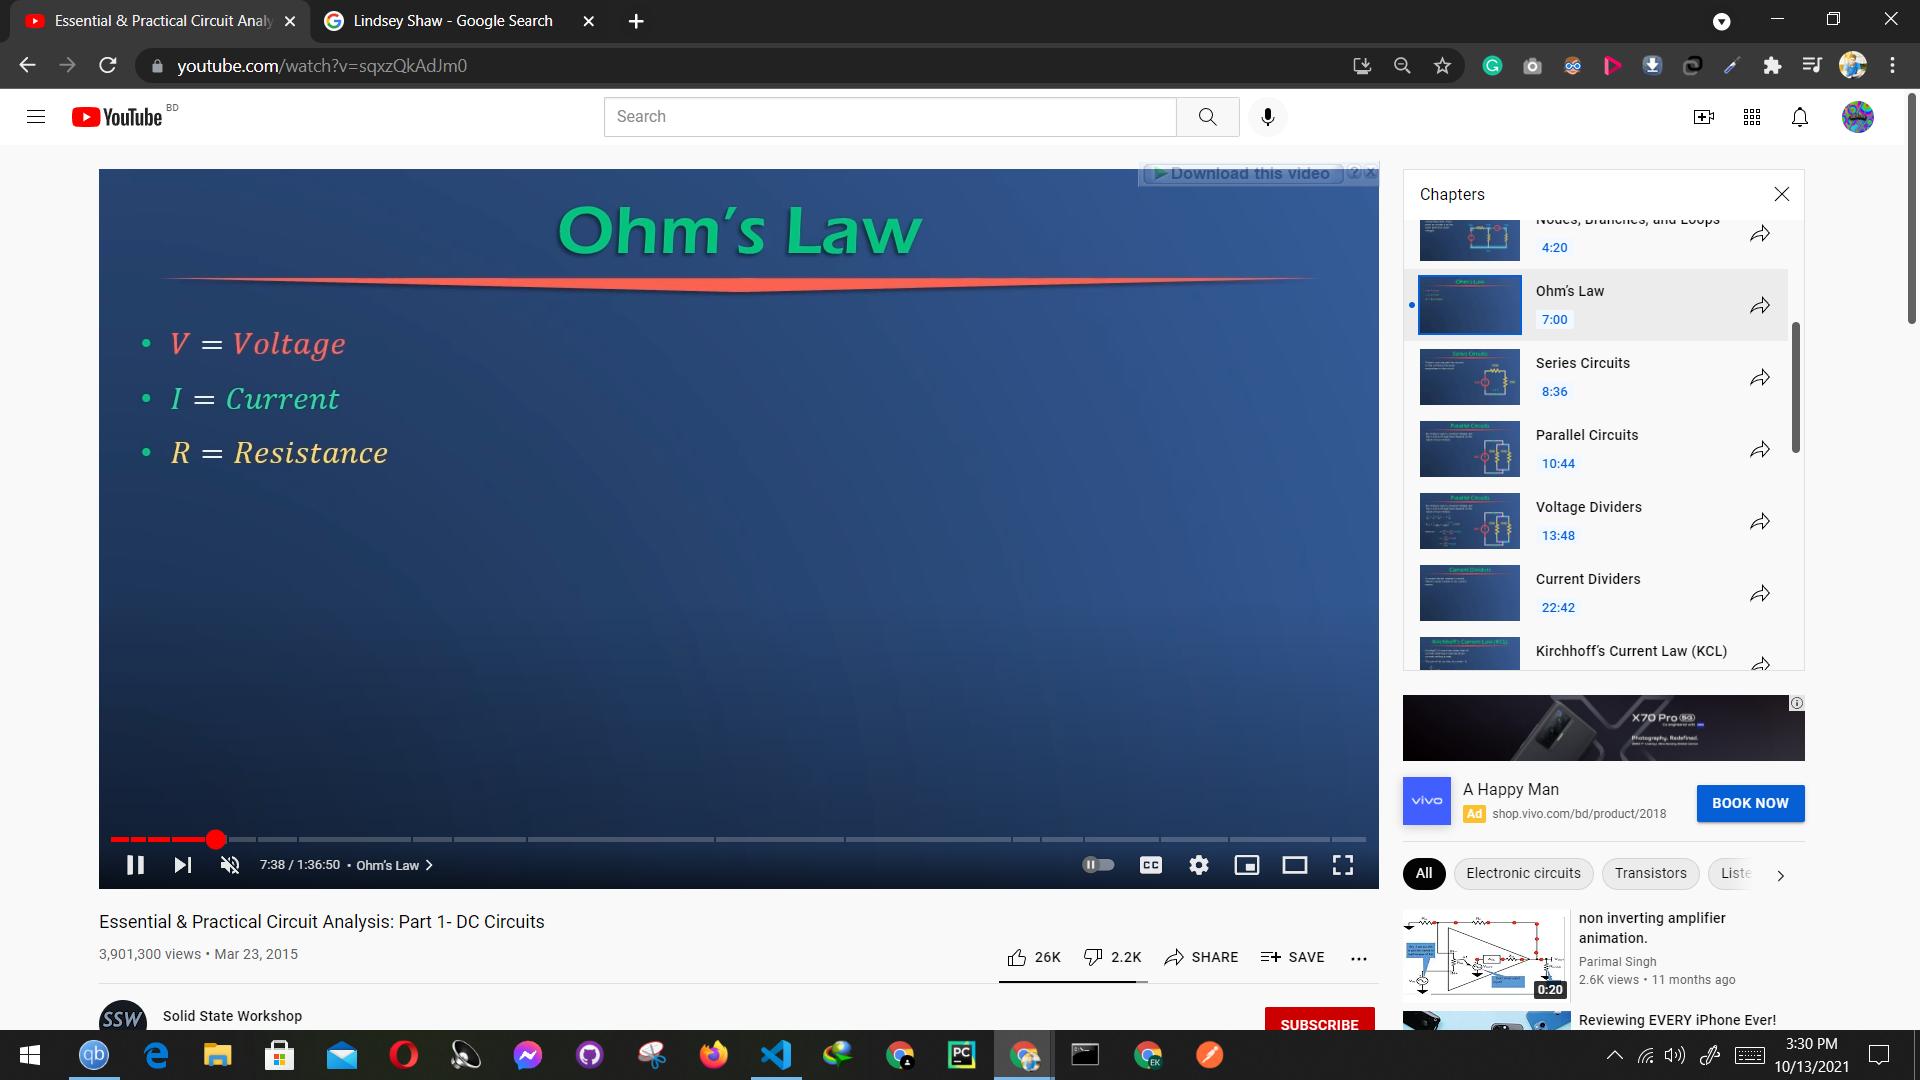 Essential & Practical Circuit Analy
Lindsey Shaw - Google Search
youtube.com/watch?v=sqxzQkAdJm0
YouTube BD
Search
Download this video
Ohm's Law
• V = Voltage
• I = Current
• R = Resistance
7:38 / 1:36:50 • Ohm's Law
CC
Essential & Practical Circuit Analysis: Part 1- DC Circuits
3,901,300 views • Mar 23, 2015
26K
2.2K
SHARE
SAVE
SSW
Solid State Workshop
SUBSCRIBE
Chapters
Nodes, Branches, and Loops
4:20
Ohm's Law
7:00
Series Circuits
8:36
Parallel Circuits
10:44
Voltage Dividers
13:48
Current Dividers
22:42
Kirchhoff's Current Law (KCL)
X70 Pro 5G
Photography. Redefined.
vivo
A Happy Man
Ad shop.vivo.com/bd/product/2018
BOOK NOW
All
Electronic circuits
Transistors
Liste
non inverting amplifier
animation.
Parimal Singh
2.6K views • 11 months ago
0:20
Reviewing EVERY iPhone Ever!
qb
PC
EK
3:30 PM
10/13/2021